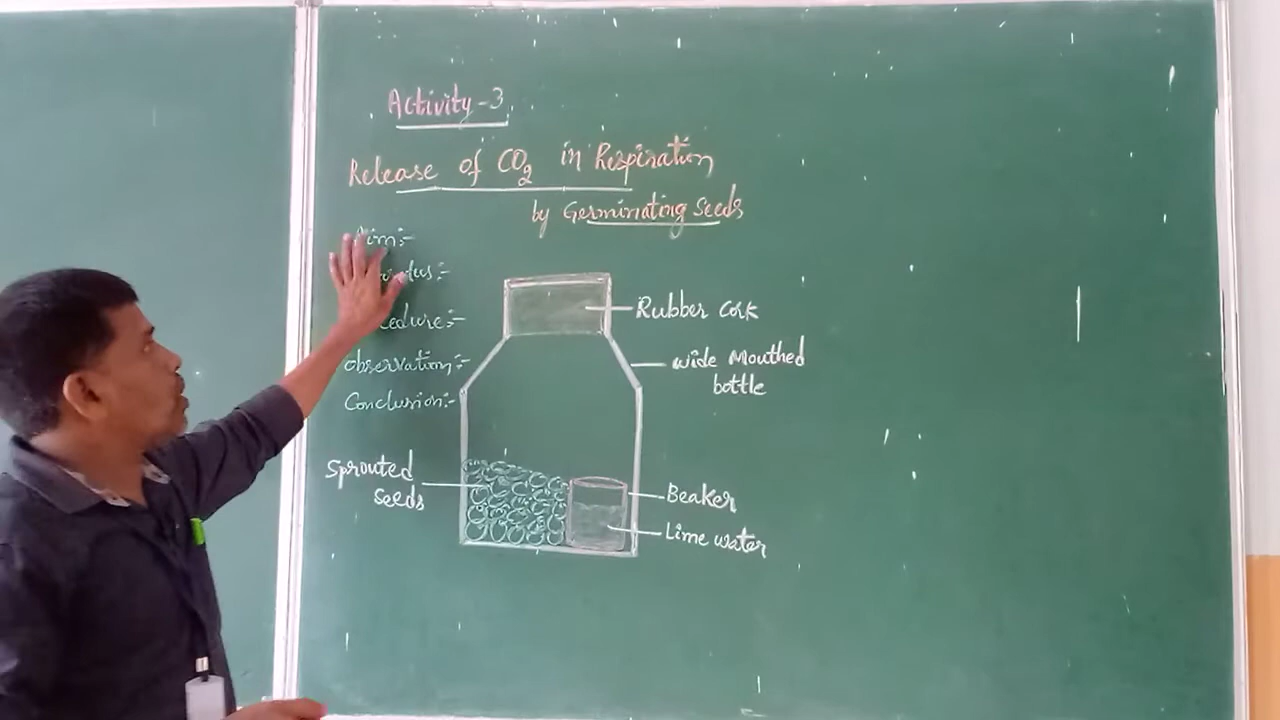 Activity-3
Release of CO2 in Respiration
by Germinating Seeds
Aim:-
Observation:-
Conclusion:-
Rubber Cork
wide Mouthed
bottle
Sprouted
seeds
Beaker
Lime water